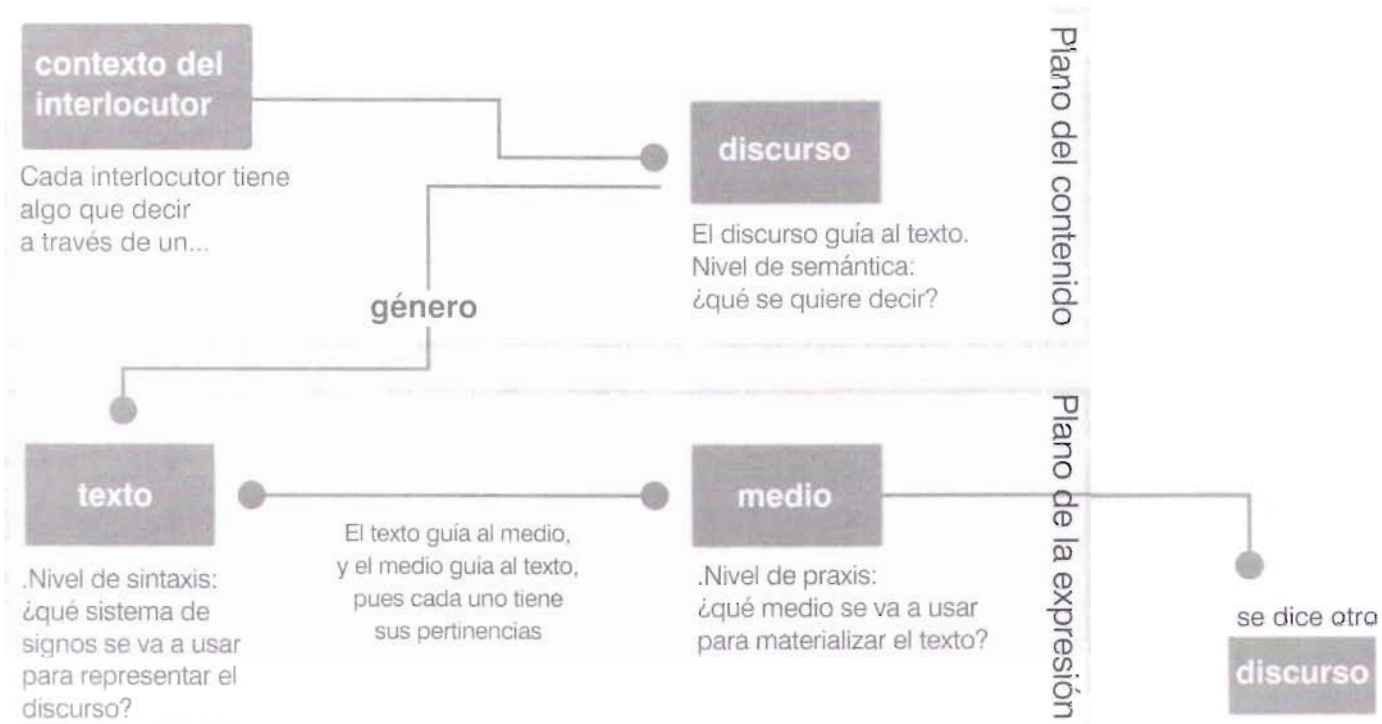 contexto del
interlocutor
Cada interlocutor tiene
algo que decir
a través de un...
discurso
El discurso guía al texto.
Nivel de semántica:
¿qué se quiere decir?
Plano del contenido
género
texto
.Nivel de sintaxis:
¿qué sistema de
signos se va a usar
para representar el
discurso?
El texto guía al medio,
y el medio guía al texto,
pues cada uno tiene
sus pertinencias
medio
.Nivel de praxis:
¿qué medio se va a usar
para materializar el texto?
Plano de la expresión
se dice otro
discurso